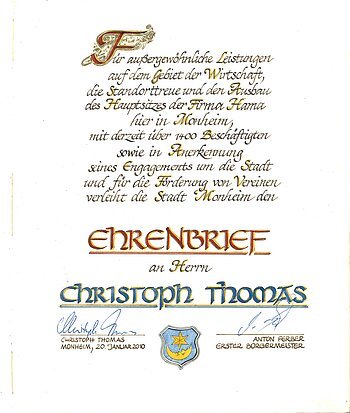 Für außergewöhnliche Leistungen
auf dem Gebiet der Wirtschaft,
die Standorttreue und den Ausbau
des Hauptsitzes der Firma Hama
hier in Monheim,
mit derzeit über 1400 Beschäftigten
sowie in Anerkennung
seines Engagements um die Stadt
und für die Förderung von Vereinen
verleiht die Stadt Monheim den
EHRENBRIEF
an Herrn
CHRISTOPH THOMAS
CHRISTOPH THOMAS
MONHEIM, 20. JANUAR 2010
ANTON FERBER
ERSTER BÜRGERMEISTER